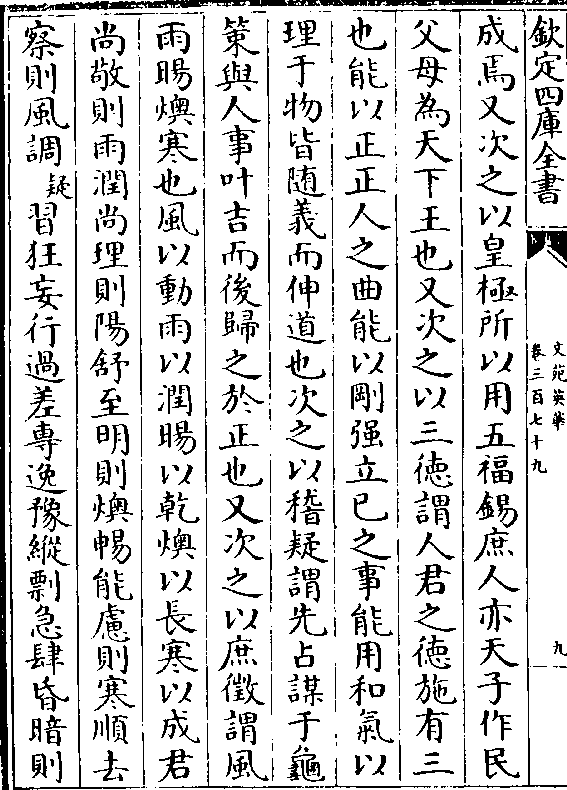 欽定四庫全書
文苑英華
卷三百七十九
九
成焉又次之以皇極所以用五福錫庶人亦天子作民
父母為天下王也又次之以三徳謂人君之徳施有三
也能以正正人之曲能以剛强立已之事能用和氣以
理于物皆随義而伸道也次之以稽疑謂先占謀于龜
䇿與人事叶吉而後歸之於正也又次之以庶徵謂風
雨暘燠寒也風以動雨以潤暘以乾燠以長寒以成君
尚敬則雨潤尚理則陽舒至明則燠暢能慮則寒順去
察則風調疑習狂妄行過差專逸豫縱剽急肆昏暗則